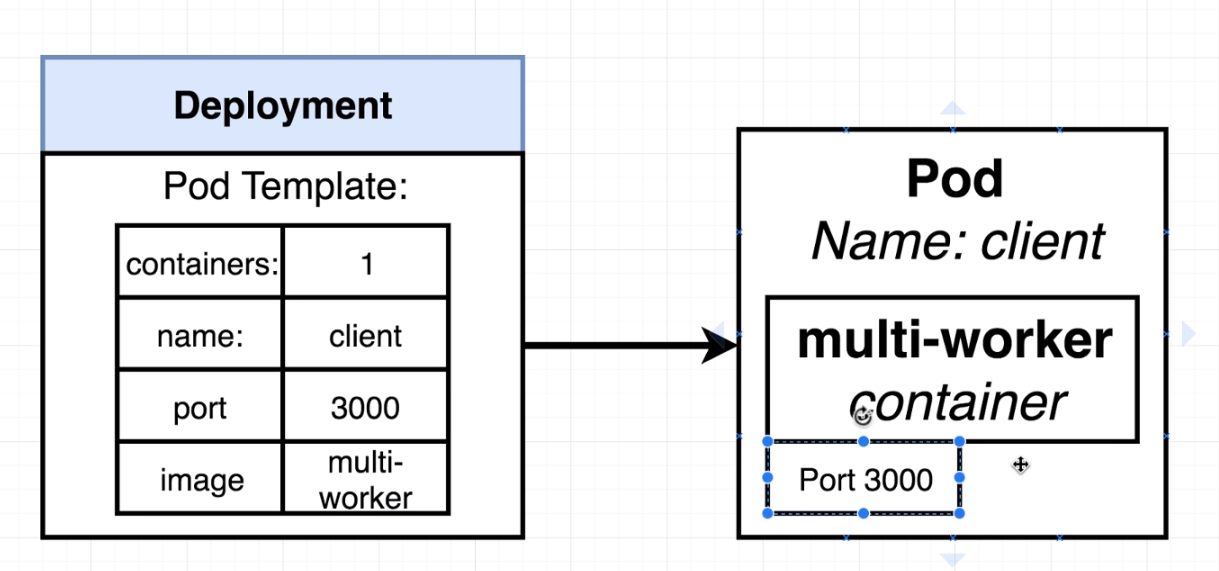 Deployment
Pod Template:
containers: 1
name: client
port 3000
image multi-
worker
Pod
Name: client
multi-worker
container
Port 3000